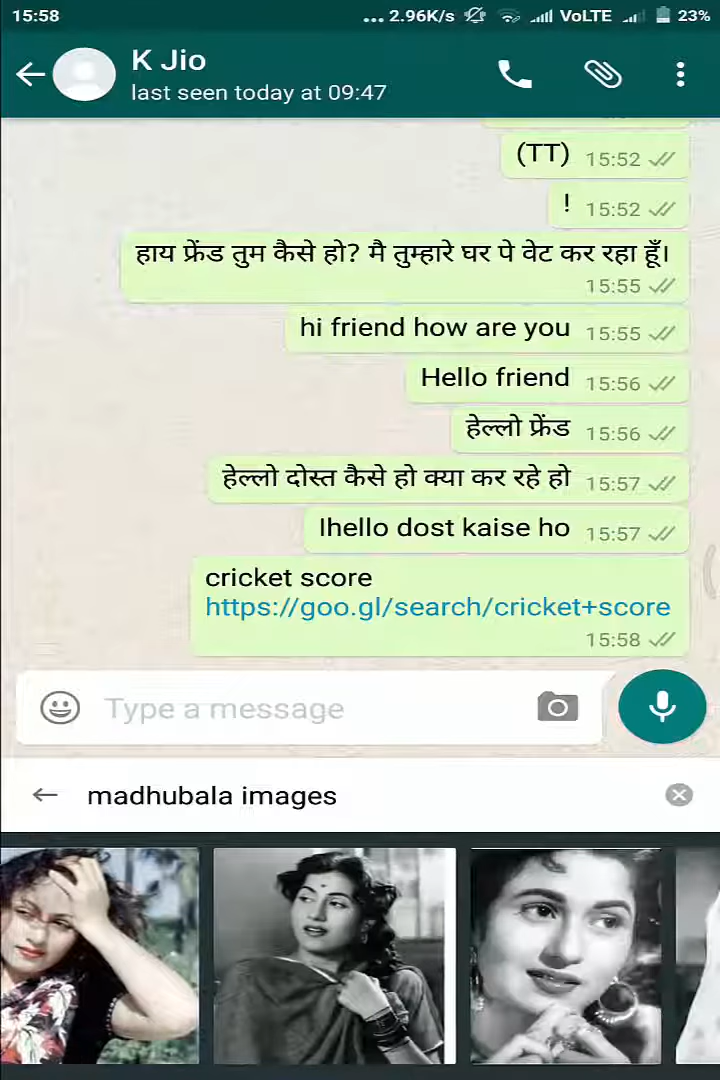 15:58 ... 2.96K/s VoLTE 23%
K Jio
last seen today at 09:47
(TT) 15:52
! 15:52
हाय फ्रेंड तुम कैसे हो? मै तुम्हारे घर पे वेट कर रहा हूँ।
15:55
hi friend how are you 15:55
Hello friend 15:56
हेल्लो फ्रेंड 15:56
हेल्लो दोस्त कैसे हो क्या कर रहे हो 15:57
lhello dost kaise ho 15:57
cricket score
https://goo.gl/search/cricket+score
15:58
Type a message
madhubala images